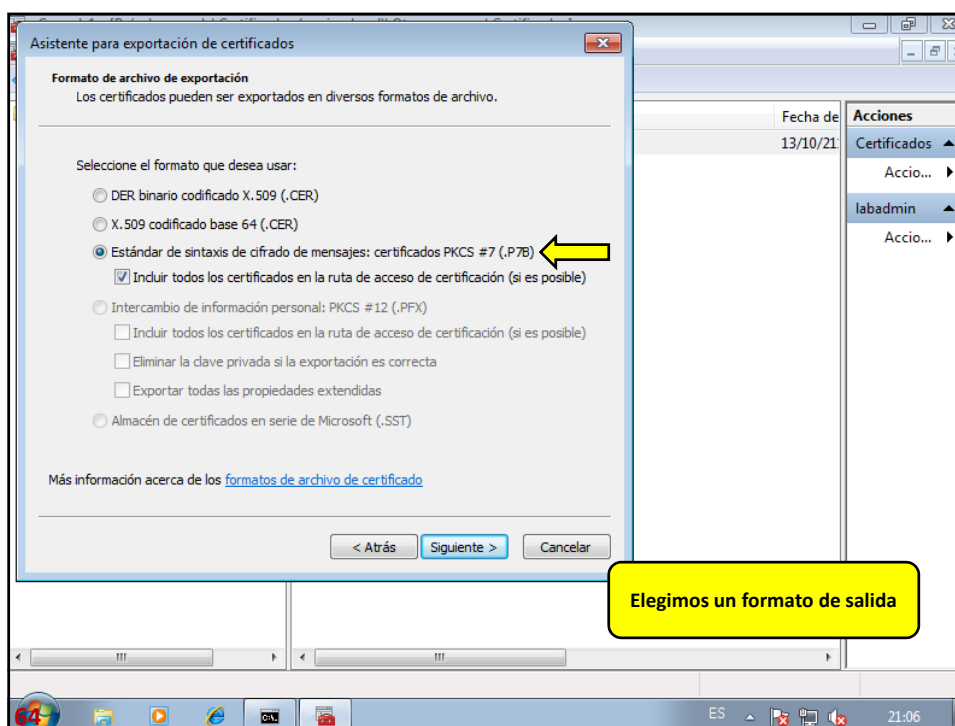 Asistente para exportación de certificados
Formato de archivo de exportación
Los certificados pueden ser exportados en diversos formatos de archivo.
Seleccione el formato que desea usar:
DER binario codificado X.509 (.CER)
X.509 codificado base 64 (.CER)
Estándar de sintaxis de cifrado de mensajes: certificados PKCS #7 (.P7B)
Incluir todos los certificados en la ruta de acceso de certificación (si es posible)
Intercambio de información personal: PKCS #12 (.PFX)
Incluir todos los certificados en la ruta de acceso de certificación (si es posible)
Eliminar la clave privada si la exportación es correcta
Exportar todas las propiedades extendidas
Almacén de certificados en serie de Microsoft (.SST)
Más información acerca de los formatos de archivo de certificado
< Atrás
Siguiente >
Cancelar
Fecha de
13/10/21
Acciones
Certificados
Accio...
labadmin
Accio...
Elegimos un formato de salida
64
ES
21:06